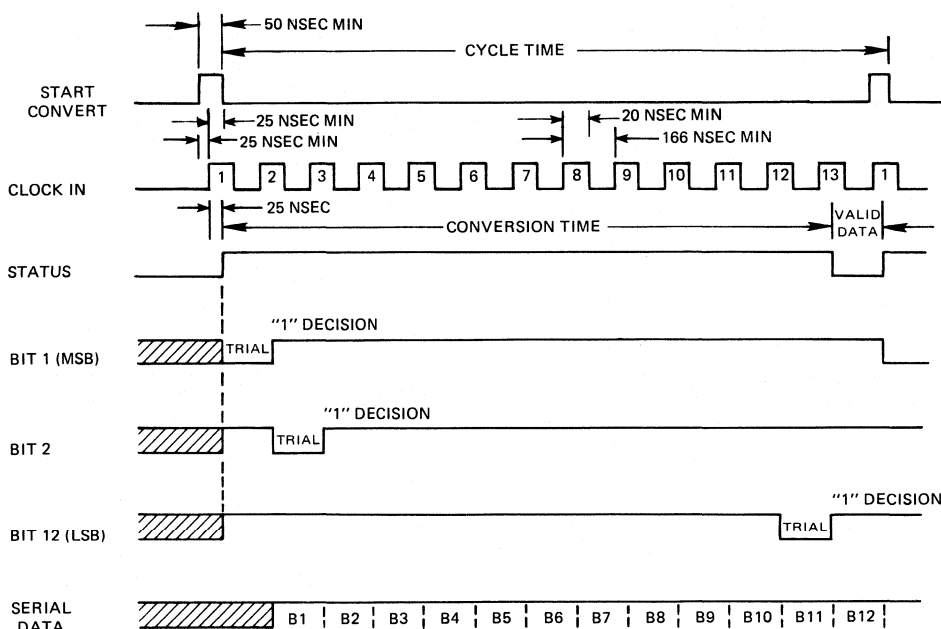 50 NSEC MIN
CYCLE TIME
START
CONVERT
25 NSEC MIN
20 NSEC MIN
25 NSEC MIN
166 NSEC MIN
CLOCK IN
1 2 3 4 5 6 7 8 9 10 11 12 13 1
25 NSEC
CONVERSION TIME
VALID
DATA
STATUS
"1" DECISION
BIT 1 (MSB)
TRIAL
"1" DECISION
BIT 2
TRIAL
"1" DECISION
BIT 12 (LSB)
TRIAL
SERIAL
DATA
B1 B2 B3 B4 B5 B6 B7 B8 B9 B10 B11 B12